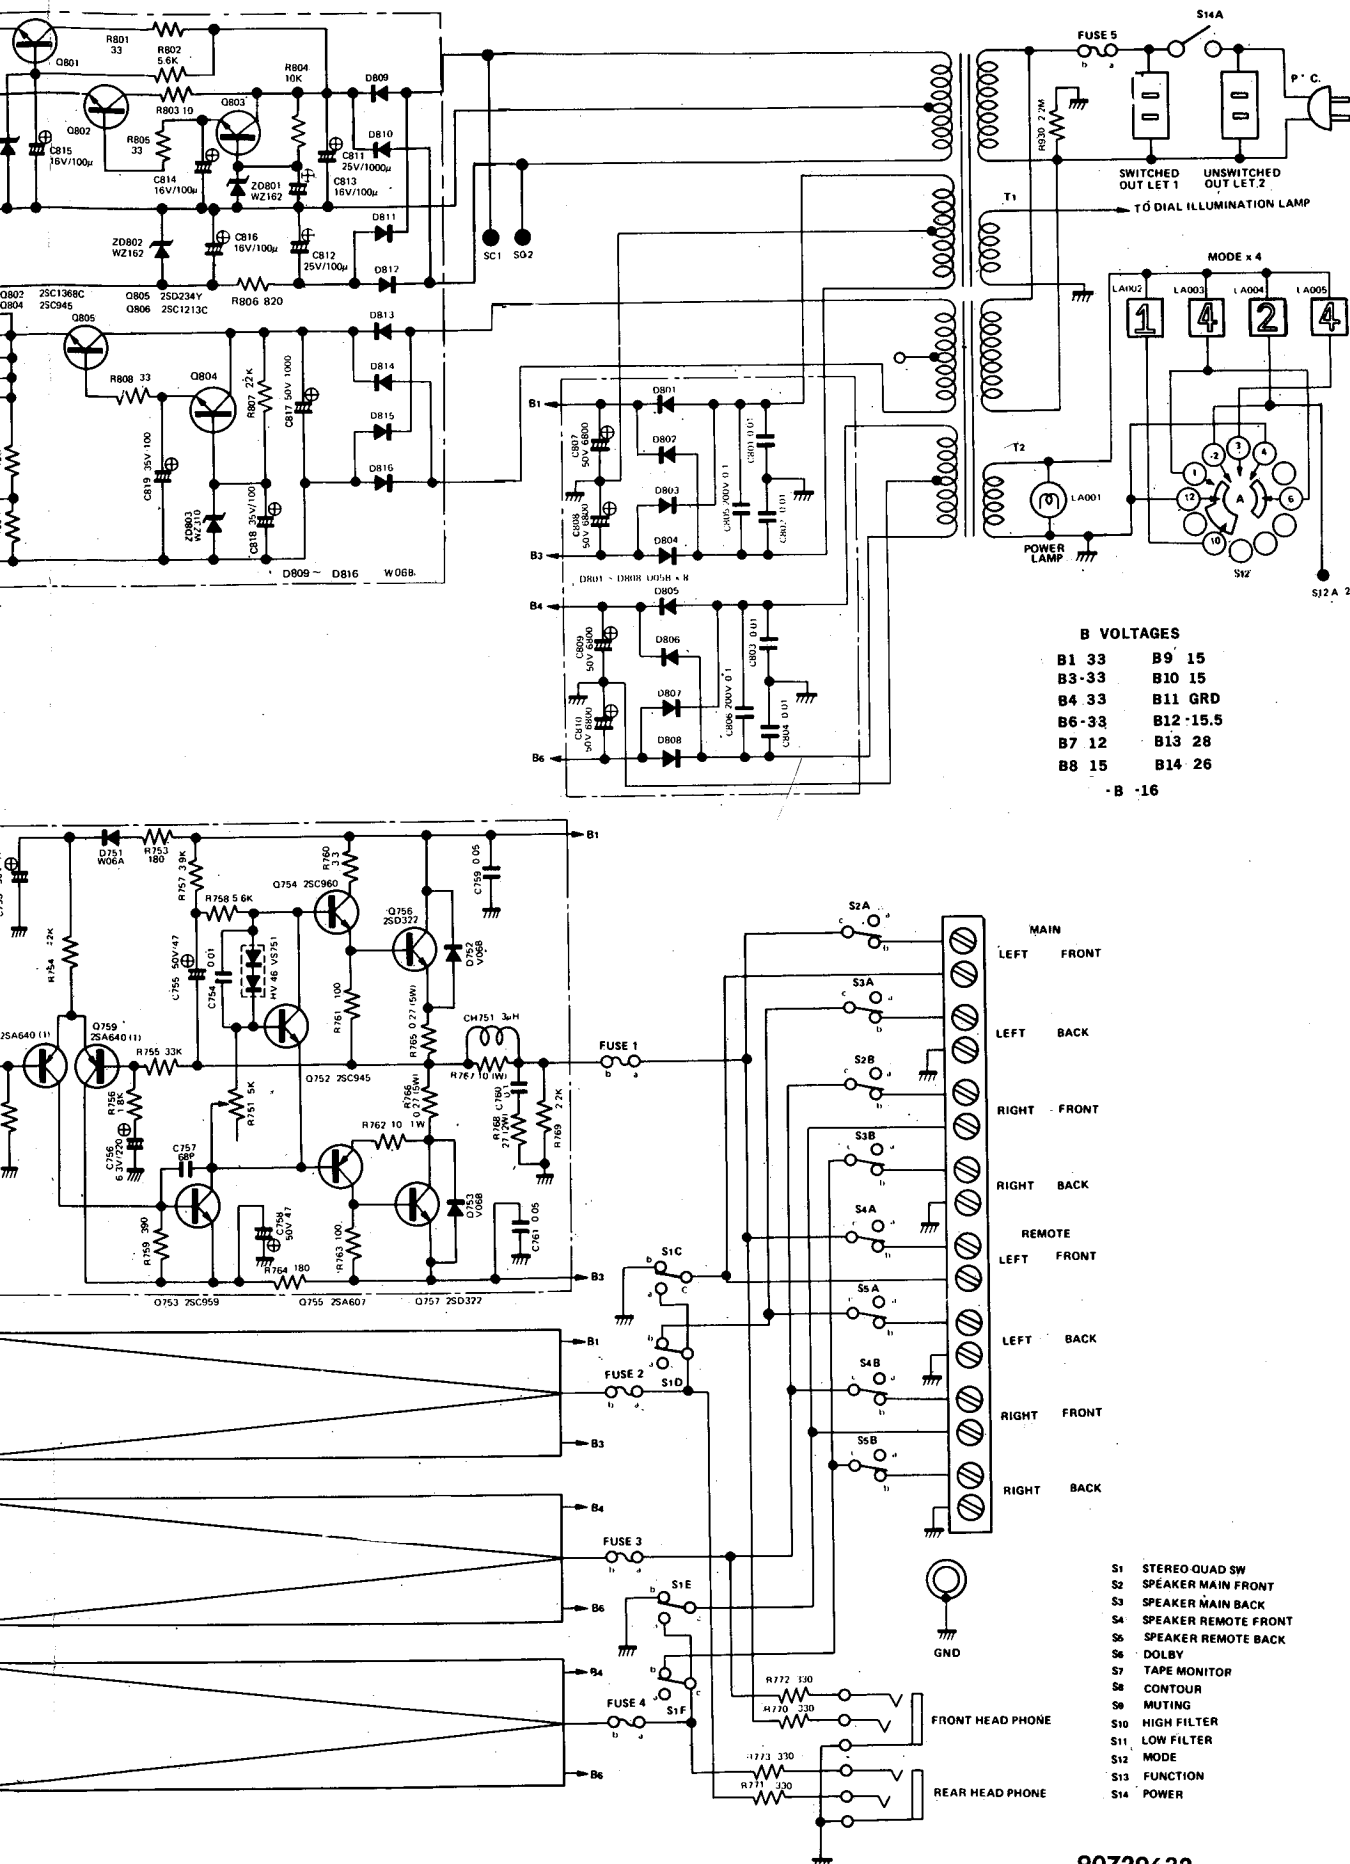 S14A
FUSE 5
b a
R801
33
R802
5.6K
Q801
R804
10K
D809
R803 10
Q803
Q802
R805
33
D810
C815
16V/100μ
C811
25V/1000μ
C814
16V/100μ
ZD801
WZ162
C813
16V/100μ
R930 2.2M
SWITCHED
OUT LET 1
UNSWITCHED
OUT LET 2
T1
TO DIAL ILLUMINATION LAMP
D811
ZD802
WZ162
C816
16V/100μ
C812
25V/100μ
SC1
D812
MODE x 4
Q802 2SC1368C
Q804 2SC945
Q805 2SD234Y
Q806 2SC1213C
R806 820
LA003
LA004
LA005
1 4 2 4
Q805
D813
R808 33
Q804
R807 22K
C817 50V 1000
D814
D815
D816
C819 35V/100
ZD803
WZ310
C818 35V/100
D809 ~ D816 W06B
B1
D801
C807
50V 6800
D802
C801 0.01
D803
C808
50V 6800
C805 200V 0.1
C802 0.01
B3
D804
T2
LA001
POWER
LAMP
1 2 3 4
12 A 6
10
S12
S12A 2
D801 ~ D808 U05B x 8
B4
D805
C809
50V 6800
D806
C803 0.01
D807
C810
50V 6800
C806 200V 0.1
C804 0.01
B6
D808
B VOLTAGES
B1 33 B9 15
B3-33 B10 15
B4 33 B11 GRD
B6-33 B12 -15.5
B7 12 B13 28
B8 15 B14 26
-B -16
B1
D751
W06A
R753
180
R757 3.9K
R760
3.3
C759 0.05
Q754 2SC960
R758 5.6K
Q756
2SD322
C755 50V/47
C754 0.01
HV 46 VS751
D752
V06B
R761 100
R765 0.27 (5W)
CH751 3μH
2SA640 (1)
Q759
2SA640 (1)
R755 33K
Q752 2SC945
R767 10 (W)
FUSE 1
b a
R756
1.8K
R751 5K
R766
0.27 (5W)
R768
R769 2.2K
C756
6.3V/220
C757
68P
R762 10 1W
R759 390
C758
50V 47
R763 100
D753
V06B
C761 0.05
R764 180
B3
Q753 2SC959
Q755 2SA607
Q757 2SD322
S2A
MAIN
LEFT FRONT
S3A
LEFT BACK
S2B
RIGHT FRONT
S3B
RIGHT BACK
S4A
REMOTE
LEFT FRONT
S1C
S5A
LEFT BACK
S4B
RIGHT FRONT
S5B
RIGHT BACK
B1
FUSE 2
b a
S1D
B3
B4
FUSE 3
b a
B6
S1E
GND
B4
FUSE 4
b a
S1F
B6
R772 330
R770 330
FRONT HEAD PHONE
R771 330
REAR HEAD PHONE
S1 STEREO QUAD SW
S2 SPEAKER MAIN FRONT
S3 SPEAKER MAIN BACK
S4 SPEAKER REMOTE FRONT
S5 SPEAKER REMOTE BACK
S6 DOLBY
S7 TAPE MONITOR
S8 CONTOUR
S9 MUTING
S10 HIGH FILTER
S11 LOW FILTER
S12 MODE
S13 FUNCTION
S14 POWER